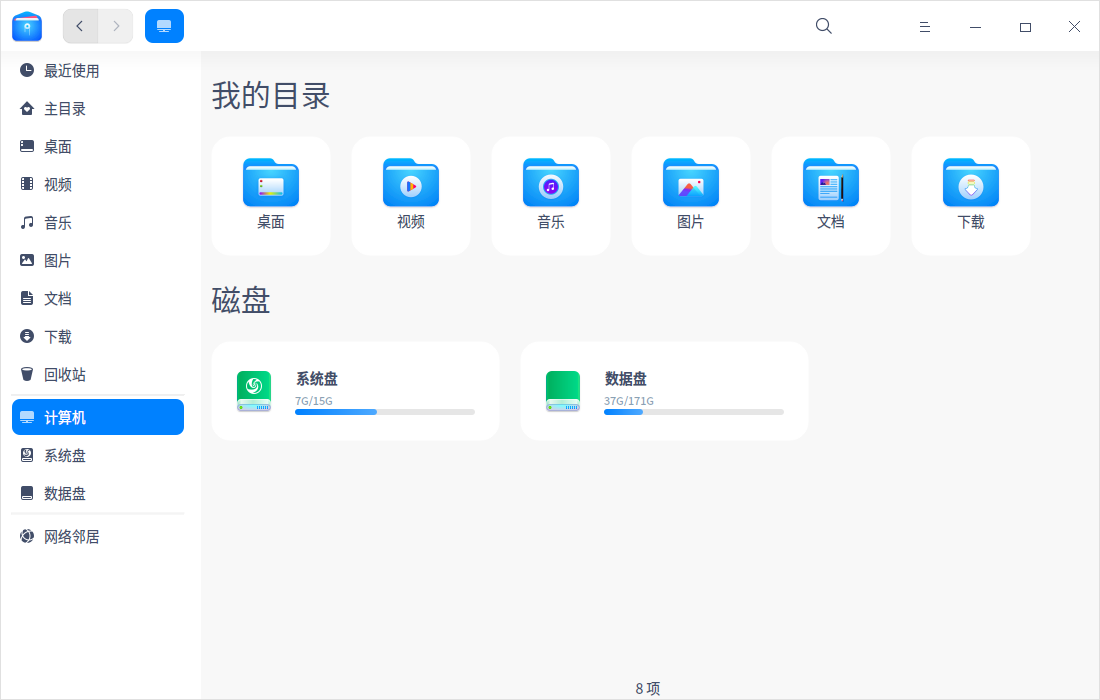 最近使用
主目录
桌面
视频
音乐
图片
文档
下载
回收站
计算机
系统盘
数据盘
网络邻居
我的目录
桌面
视频
音乐
图片
文档
下载
磁盘
系统盘
7G/15G
数据盘
37G/171G
8 项